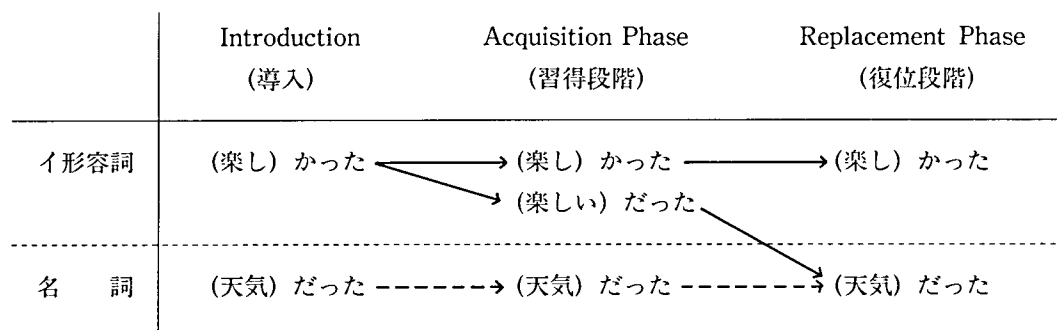 Introduction Acquisition Phase Replacement Phase
(導入) (習得段階) (復位段階)
イ形容詞 (楽し) かった (楽し) かった (楽し) かった
(楽しい) だった
名 詞 (天気) だった (天気) だった (天気) だった